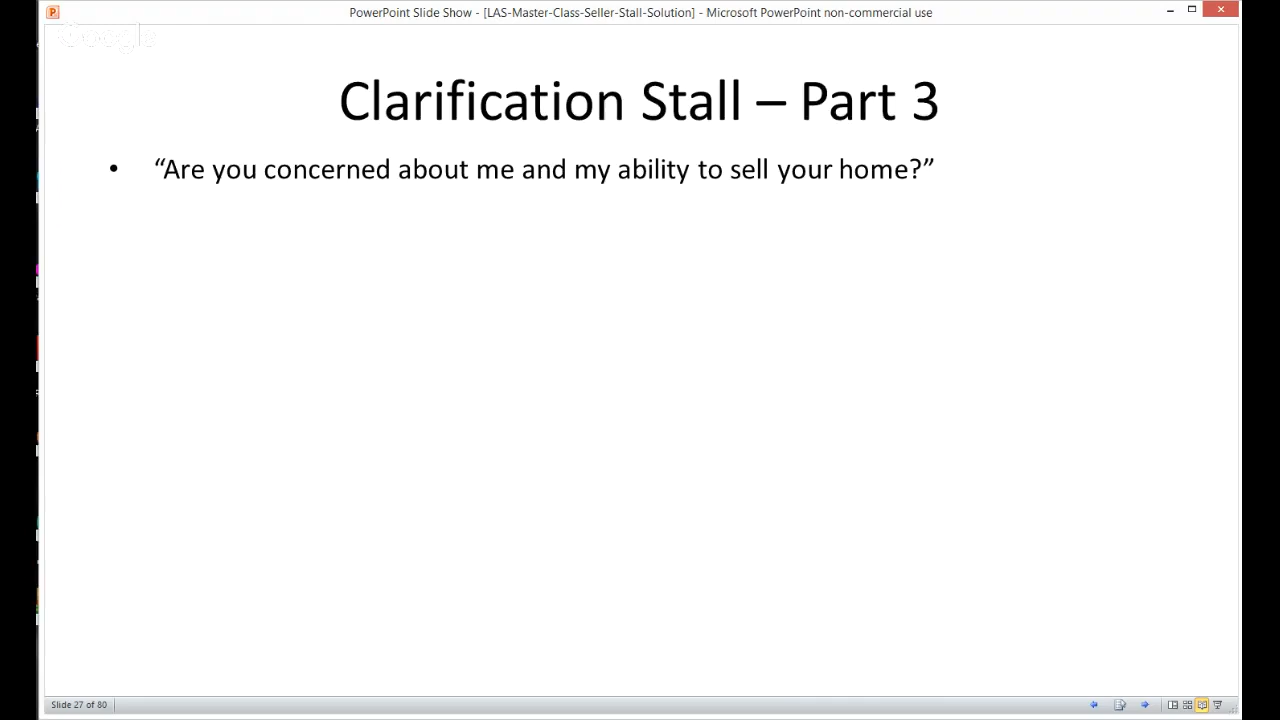 PowerPoint Slide Show - [LAS-Master-Class-Seller-Stall-Solution] - Microsoft PowerPoint non-commercial use
Google
Clarification Stall – Part 3
• “Are you concerned about me and my ability to sell your home?”
Slide 27 of 80